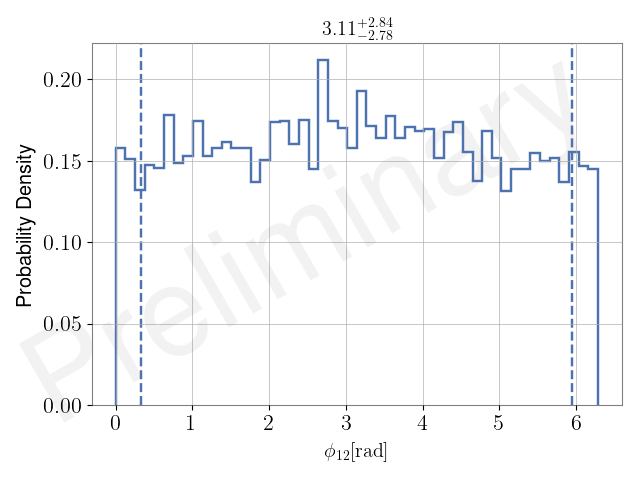 3.11^{+2.84}_{-2.78}
Probability Density
0.20
0.15
0.10
0.05
0.00
0 1 2 3 4 5 6
ϕ₁₂[rad]
Preliminary